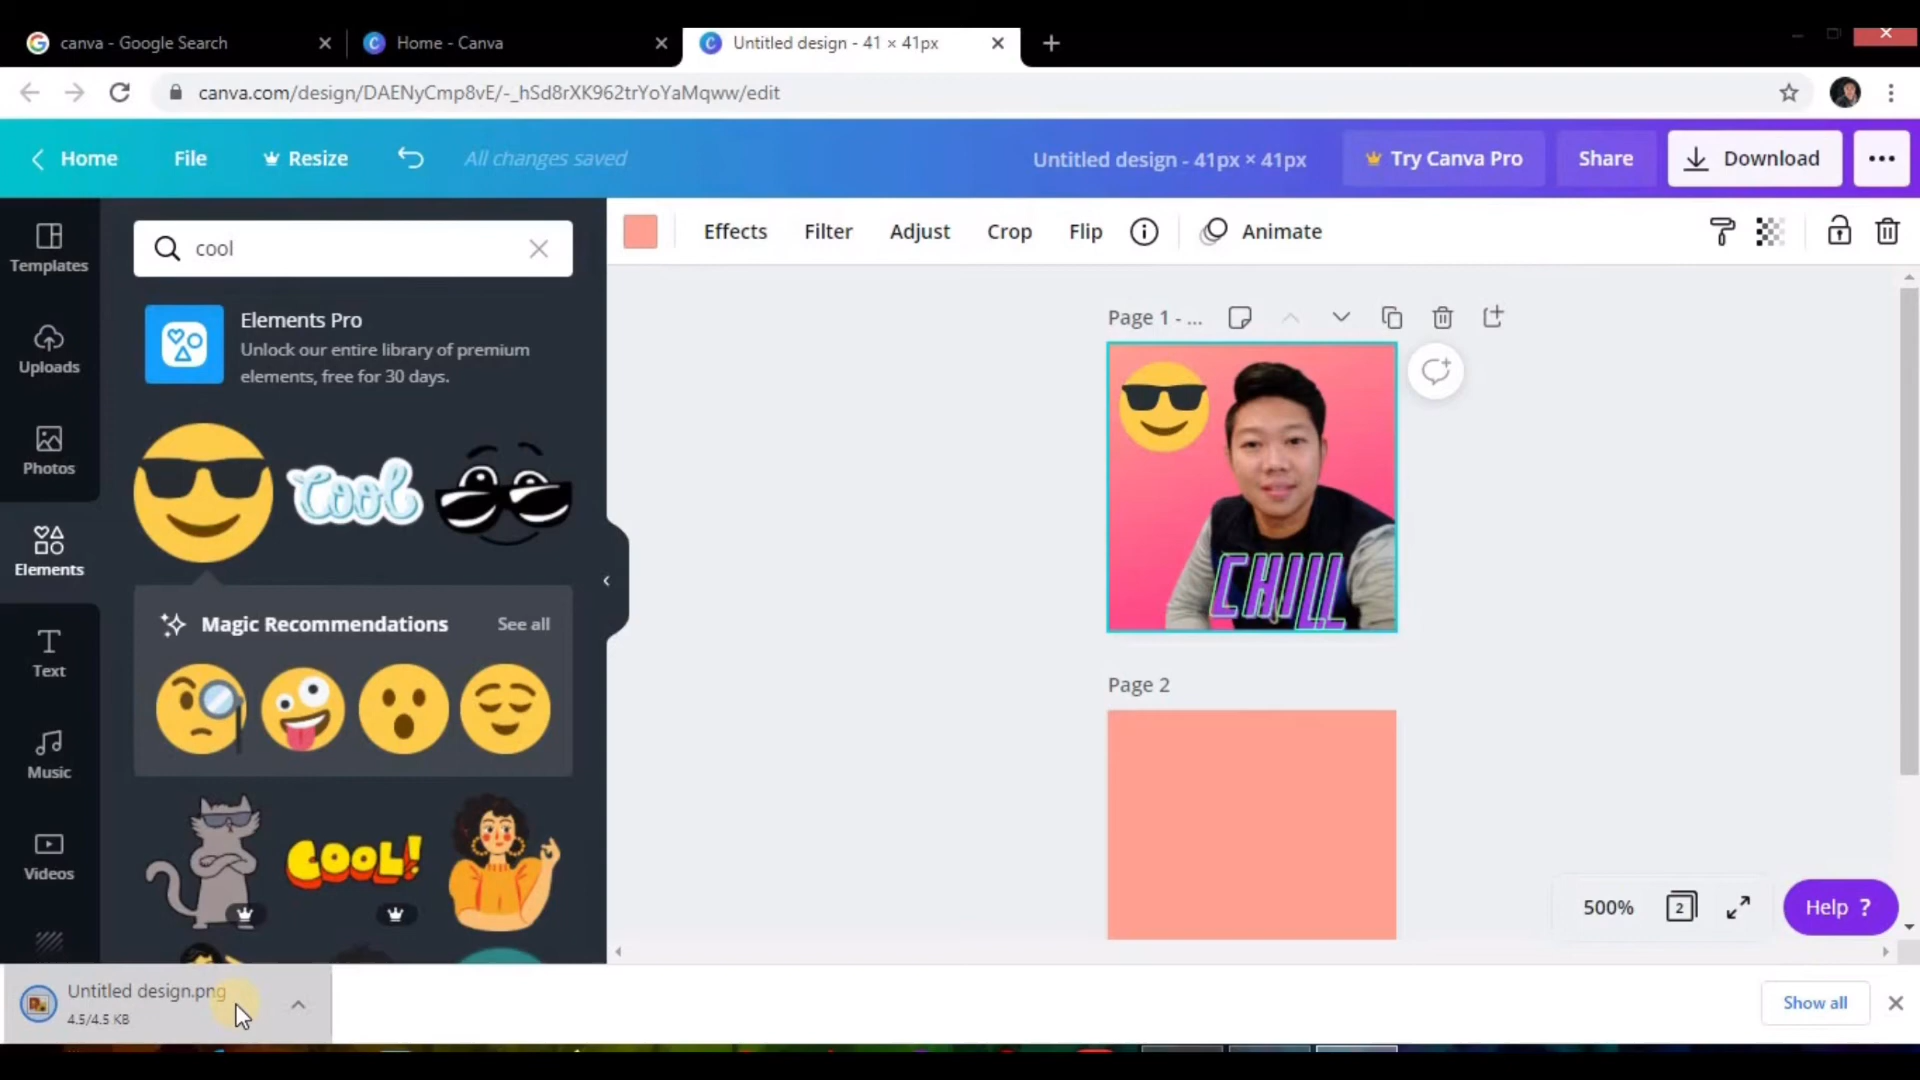 canva - Google Search
Home - Canva
Untitled design - 41 × 41px
canva.com/design/DAENyCmp8vE/-_hSd8rXK962trYoYaMqww/edit
Home
File
Resize
All changes saved
Untitled design - 41px × 41px
Try Canva Pro
Share
Download
Templates
cool
Effects
Filter
Adjust
Crop
Flip
Animate
Elements Pro
Unlock our entire library of premium
elements, free for 30 days.
Page 1 - ...
Uploads
Photos
Cool
Elements
CHILL
Magic Recommendations
See all
Text
Page 2
Music
COOL!
Videos
500%
2
Help ?
Untitled design.png
4.5/4.5 KB
Show all